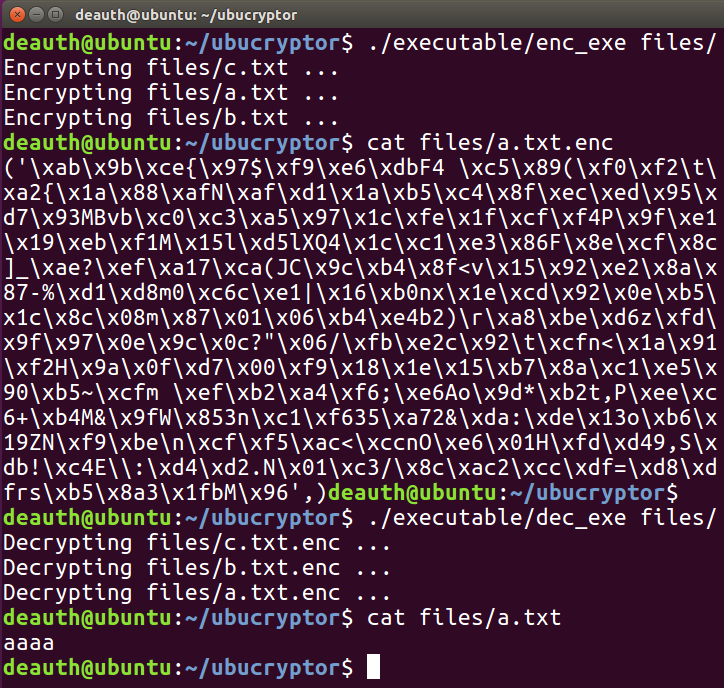 deauth@ubuntu: ~/ubucryptor
deauth@ubuntu:~/ubucryptor$ ./executable/enc_exe files/
Encrypting files/c.txt ...
Encrypting files/a.txt ...
Encrypting files/b.txt ...
deauth@ubuntu:~/ubucryptor$ cat files/a.txt.enc
('\xab\x9b\xce{\x97$\xf9\xe6\xdbF4 \xc5\x89(\xf0\xf2\t\
xa2{\x1a\x88\xafN\xaf\xd1\x1a\xb5\xc4\x8f\xec\xed\x95\x
d7\x93MBvb\xc0\xc3\xa5\x97\x1c\xfe\x1f\xcf\xf4P\x9f\xe1
\x19\xeb\xf1M\x15l\xd5lXQ4\x1c\xc1\xe3\x86F\x8e\xcf\x8c
]_\xae?\xef\xa17\xca(JC\x9c\xb4\x8f<v\x15\x92\xe2\x8a\x
87-%\xd1\xd8m0\xc6c\xe1|\x16\xb0nx\x1e\xcd\x92\x0e\xb5\
x1c\x8c\x08m\x87\x01\x06\xb4\xe4b2)\r\xa8\xbe\xd6z\xfd\
x9f\x97\x0e\x9c\x0c?"\x06/\xfb\xe2c\x92\t\xcfn<\x1a\x91
\xf2H\x9a\x0f\xd7\x00\xf9\x18\x1e\x15\xb7\x8a\xc1\xe5\x
90\xb5~\xcfm \xef\xb2\xa4\xf6;\xe6Ao\x9d*\xb2t,P\xee\xc
6+\xb4M&\x9fW\x853n\xc1\xf635\xa72&\xda:\xde\x13o\xb6\x
19ZN\xf9\xbe\n\xcf\xf5\xac<\xccnO\xe6\x01H\xfd\xd49,S\x
db!\xc4E\\:\xd4\xd2.N\x01\xc3/\x8c\xac2\xcc\xdf=\xd8\xd
frs\xb5\x8a3\x1fbM\x96',)deauth@ubuntu:~/ubucryptor$
deauth@ubuntu:~/ubucryptor$ ./executable/dec_exe files/
Decrypting files/c.txt.enc ...
Decrypting files/b.txt.enc ...
Decrypting files/a.txt.enc ...
deauth@ubuntu:~/ubucryptor$ cat files/a.txt
aaaa
deauth@ubuntu:~/ubucryptor$